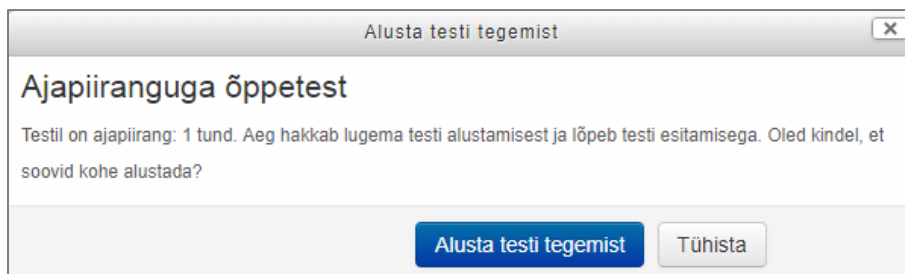 Alusta testi tegemist
Ajapiiranguga õppetest
Testil on ajapiirang: 1 tund. Aeg hakkab lugema testi alustamisest ja lõpeb testi esitamisega. Oled kindel, et
soovid kohe alustada?
Alusta testi tegemist Tühista